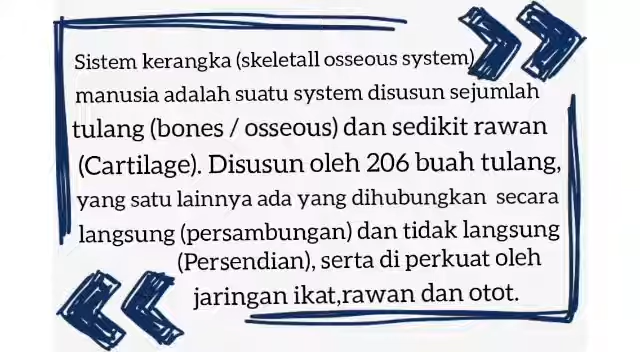 Sistem kerangka (skeletall osseous system)
manusia adalah suatu system disusun sejumlah
tulang (bones / osseous) dan sedikit rawan
(Cartilage). Disusun oleh 206 buah tulang,
yang satu lainnya ada yang dihubungkan secara
langsung (persambungan) dan tidak langsung
(Persendian), serta di perkuat oleh
jaringan ikat,rawan dan otot.